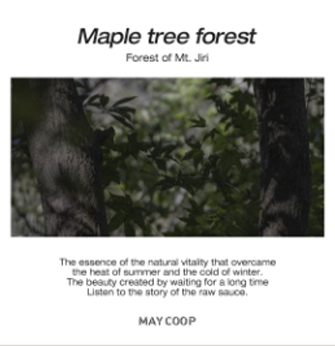 Maple tree forest
Forest of Mt. Jiri
The essence of the natural vitality that overcame
the heat of summer and the cold of winter.
The beauty created by waiting for a long time
Listen to the story of the raw sauce.
MAY COOP